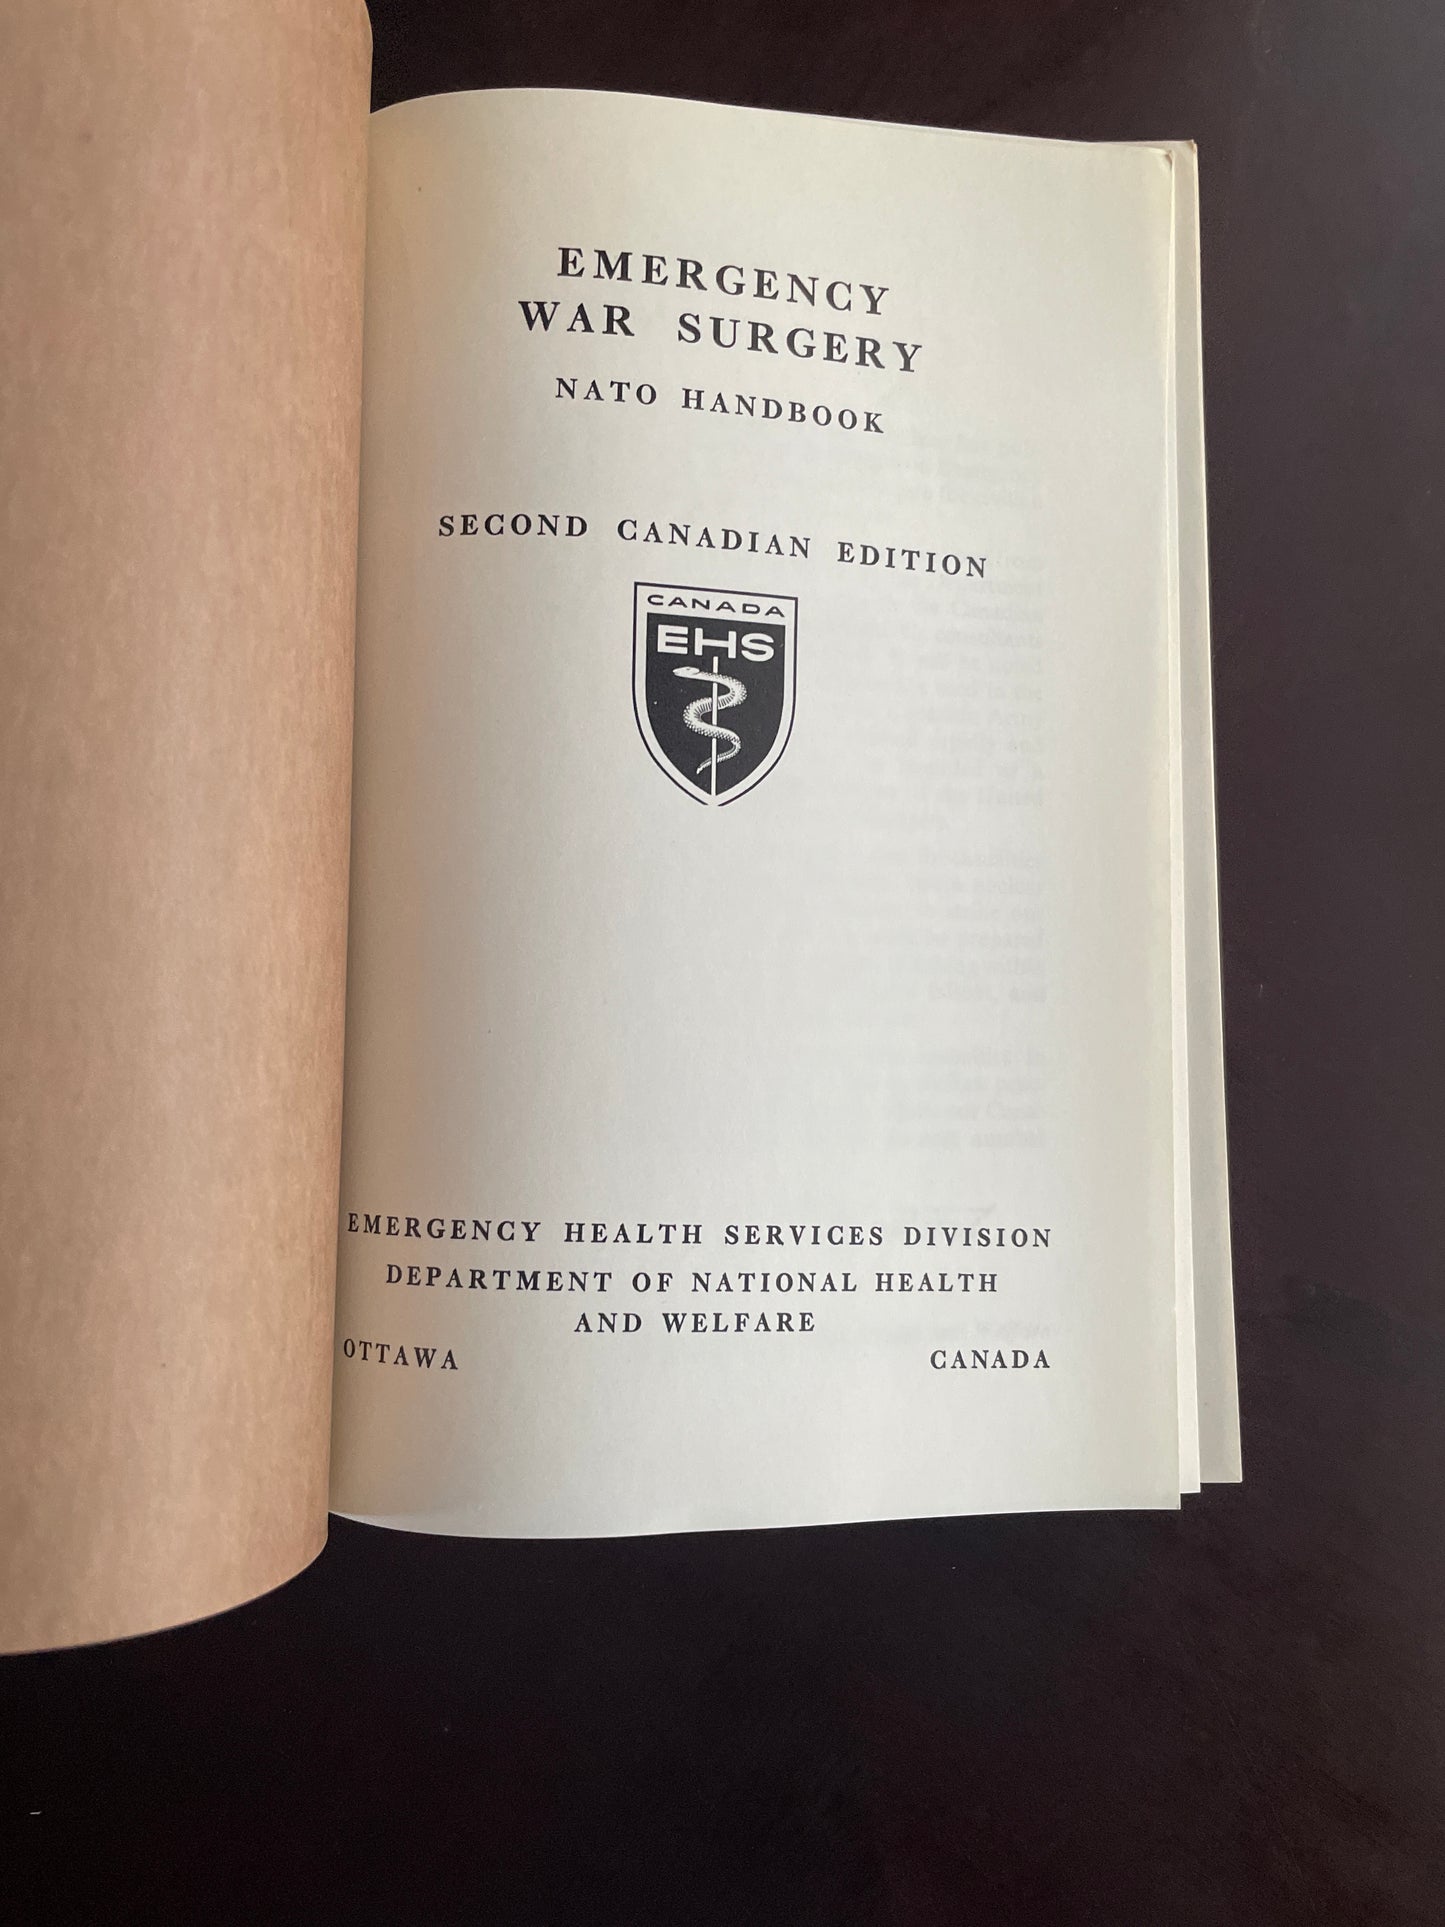 EMERGENCY
WAR SURGERY
NATO HANDBOOK
SECOND CANADIAN EDITION
CANADA
EHS
EMERGENCY HEALTH SERVICES DIVISION
DEPARTMENT OF NATIONAL HEALTH
AND WELFARE
OTTAWA CANADA